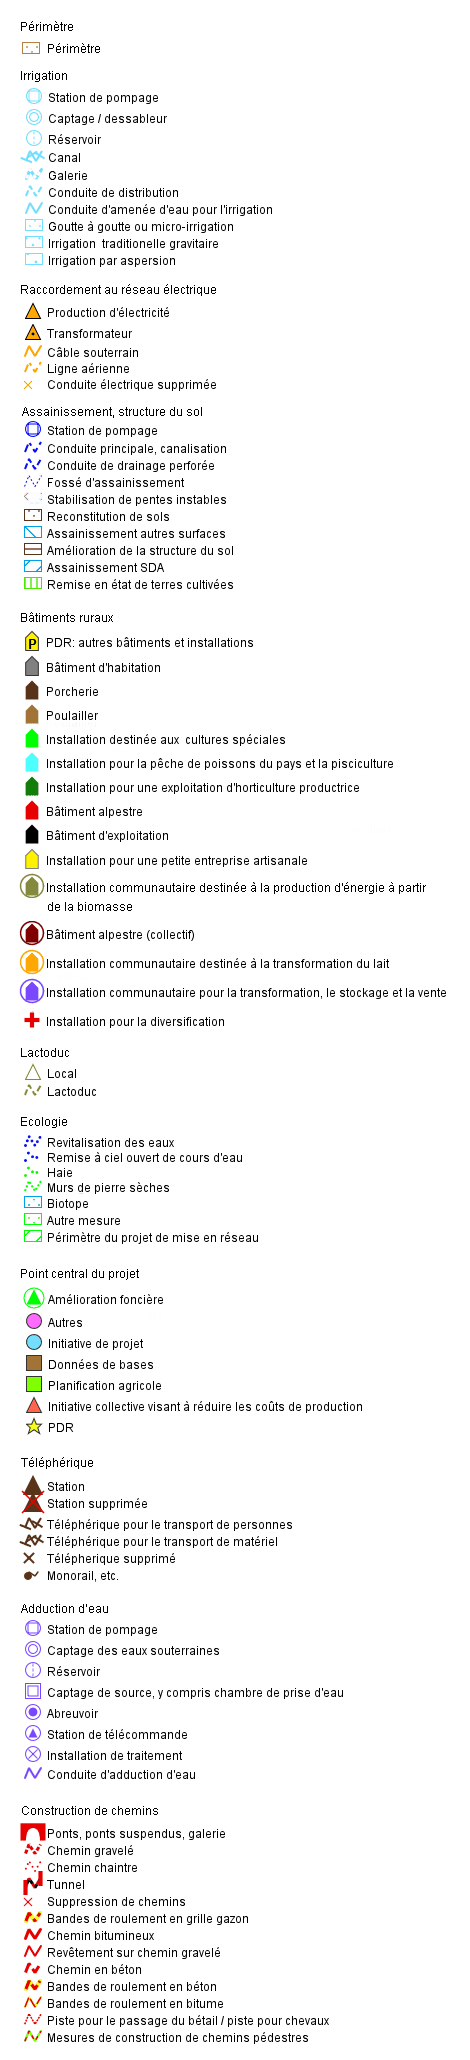 Périmètre
Périmètre
Irrigation
Station de pompage
Captage / dessableur
Réservoir
Canal
Galerie
Conduite de distribution
Conduite d'amenée d'eau pour l'irrigation
Goutte à goutte ou micro-irrigation
Irrigation traditionelle gravitaire
Irrigation par aspersion
Raccordement au réseau électrique
Production d'électricité
Transformateur
Câble souterrain
Ligne aérienne
Conduite électrique supprimée
Assainissement, structure du sol
Station de pompage
Conduite principale, canalisation
Conduite de drainage perforée
Fossé d'assainissement
Stabilisation de pentes instables
Reconstitution de sols
Assainissement autres surfaces
Amélioration de la structure du sol
Assainissement SDA
Remise en état de terres cultivées
Bâtiments ruraux
P PDR: autres bâtiments et installations
Bâtiment d'habitation
Porcherie
Poulailler
Installation destinée aux cultures spéciales
Installation pour la pêche de poissons du pays et la pisciculture
Installation pour une exploitation d'horticulture productrice
Bâtiment alpestre
Bâtiment d'exploitation
Installation pour une petite entreprise artisanale
Installation communautaire destinée à la production d'énergie à partir
de la biomasse
Bâtiment alpestre (collectif)
Installation communautaire destinée à la transformation du lait
Installation communautaire pour la transformation, le stockage et la vente
Installation pour la diversification
Lactoduc
Local
Lactoduc
Ecologie
Revitalisation des eaux
Remise à ciel ouvert de cours d'eau
Haie
Murs de pierre sèches
Biotope
Autre mesure
Périmètre du projet de mise en réseau
Point central du projet
Amélioration foncière
Autres
Initiative de projet
Données de bases
Planification agricole
Initiative collective visant à réduire les coûts de production
PDR
Téléphérique
Station
Station supprimée
Téléphérique pour le transport de personnes
Téléphérique pour le transport de matériel
Télépherique supprimé
Monorail, etc.
Adduction d'eau
Station de pompage
Captage des eaux souterraines
Réservoir
Captage de source, y compris chambre de prise d'eau
Abreuvoir
Station de télécommande
Installation de traitement
Conduite d'adduction d'eau
Construction de chemins
Ponts, ponts suspendus, galerie
Chemin gravelé
Chemin chaintre
Tunnel
Suppression de chemins
Bandes de roulement en grille gazon
Chemin bitumineux
Revêtement sur chemin gravelé
Chemin en béton
Bandes de roulement en béton
Bandes de roulement en bitume
Piste pour le passage du bétail / piste pour chevaux
Mesures de construction de chemins pédestres